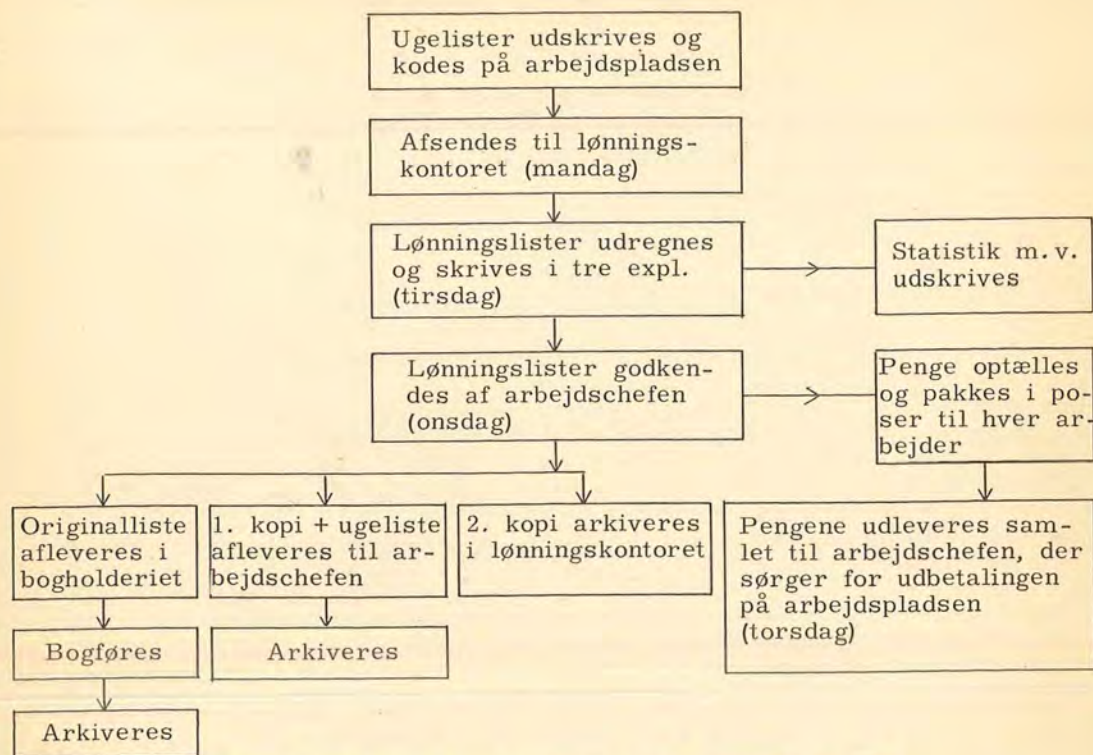 Ugelister udskrives og
kodes på arbejdspladsen
Afsendes til lønnings-
kontoret (mandag)
Lønningslister udregnes
og skrives i tre expl.
(tirsdag)
Statistik m.v.
udskrives
Lønningslister godken-
des af arbejdschefen
(onsdag)
Penge optælles
og pakkes i po-
ser til hver ar-
bejder
Originalliste
afleveres i
bogholderiet
1. kopi + ugeliste
afleveres til ar-
bejdschefen
2. kopi arkiveres
i lønningskontoret
Pengene udleveres sam-
let til arbejdschefen, der
sørger for udbetalingen
på arbejdspladsen
(torsdag)
Bogføres
Arkiveres
Arkiveres